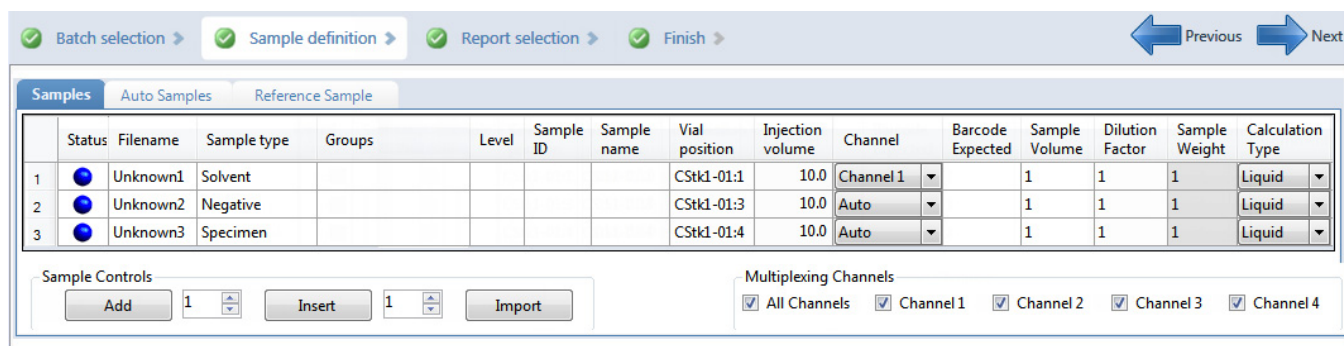 Batch selection Sample definition Report selection Finish Previous Next
Samples Auto Samples Reference Sample
Status Filename Sample type Groups Level Sample ID Sample name Vial position Injection volume Channel Barcode Expected Sample Volume Dilution Factor Sample Weight Calculation Type
1 Unknown1 Solvent CStk1-01:1 10.0 Channel 1 1 1 1 Liquid
2 Unknown2 Negative CStk1-01:3 10.0 Auto 1 1 1 Liquid
3 Unknown3 Specimen CStk1-01:4 10.0 Auto 1 1 1 Liquid
Sample Controls Multiplexing Channels
Add 1 Insert 1 Import All Channels Channel 1 Channel 2 Channel 3 Channel 4